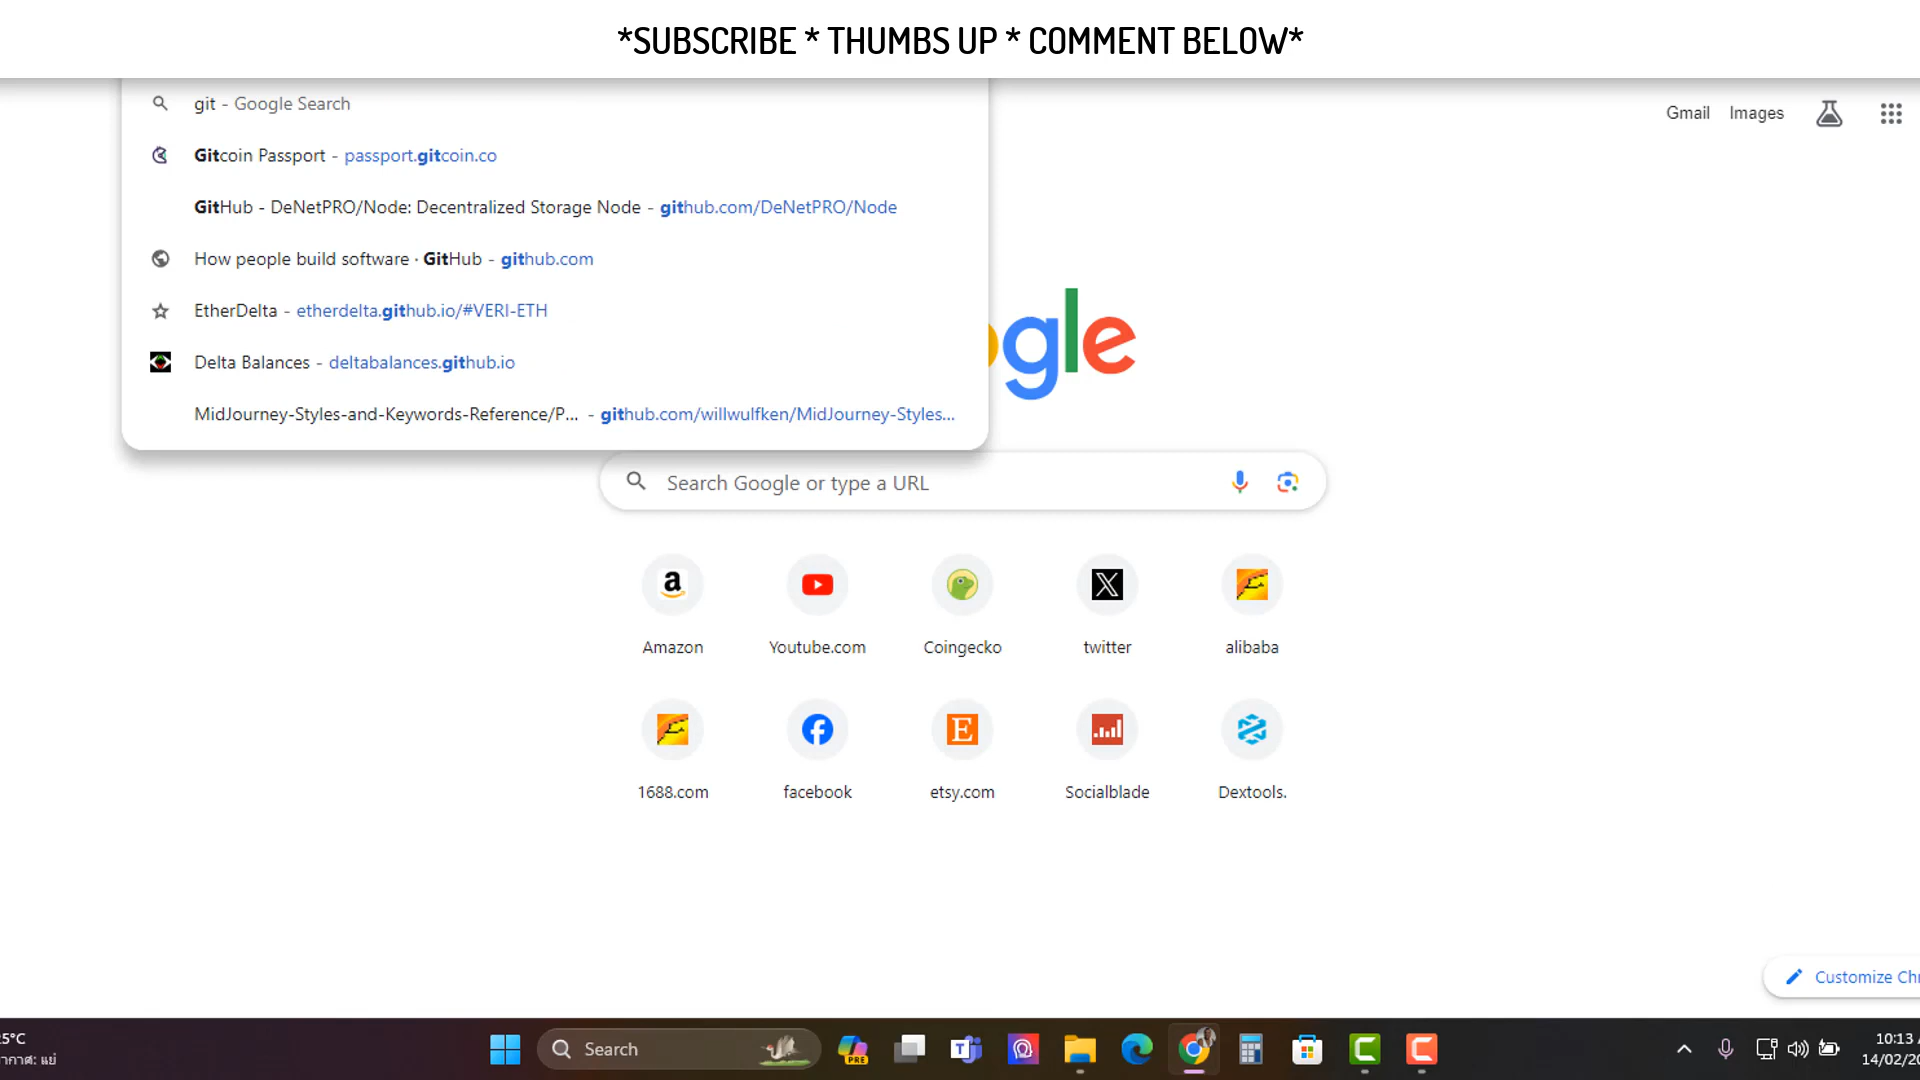 *SUBSCRIBE * THUMBS UP * COMMENT BELOW*
git - Google Search
Gitcoin Passport - passport.gitcoin.co
GitHub - DeNetPRO/Node: Decentralized Storage Node - github.com/DeNetPRO/Node
How people build software · GitHub - github.com
EtherDelta - etherdelta.github.io/#VERI-ETH
Delta Balances - deltabalances.github.io
MidJourney-Styles-and-Keywords-Reference/P... - github.com/willwulfken/MidJourney-Styles...
Gmail Images
gle
Search Google or type a URL
Amazon Youtube.com Coingecko twitter alibaba
1688.com facebook etsy.com Socialblade Dextools.
Customize Chr
5°C
Search
PRE
10:13
14/02/20